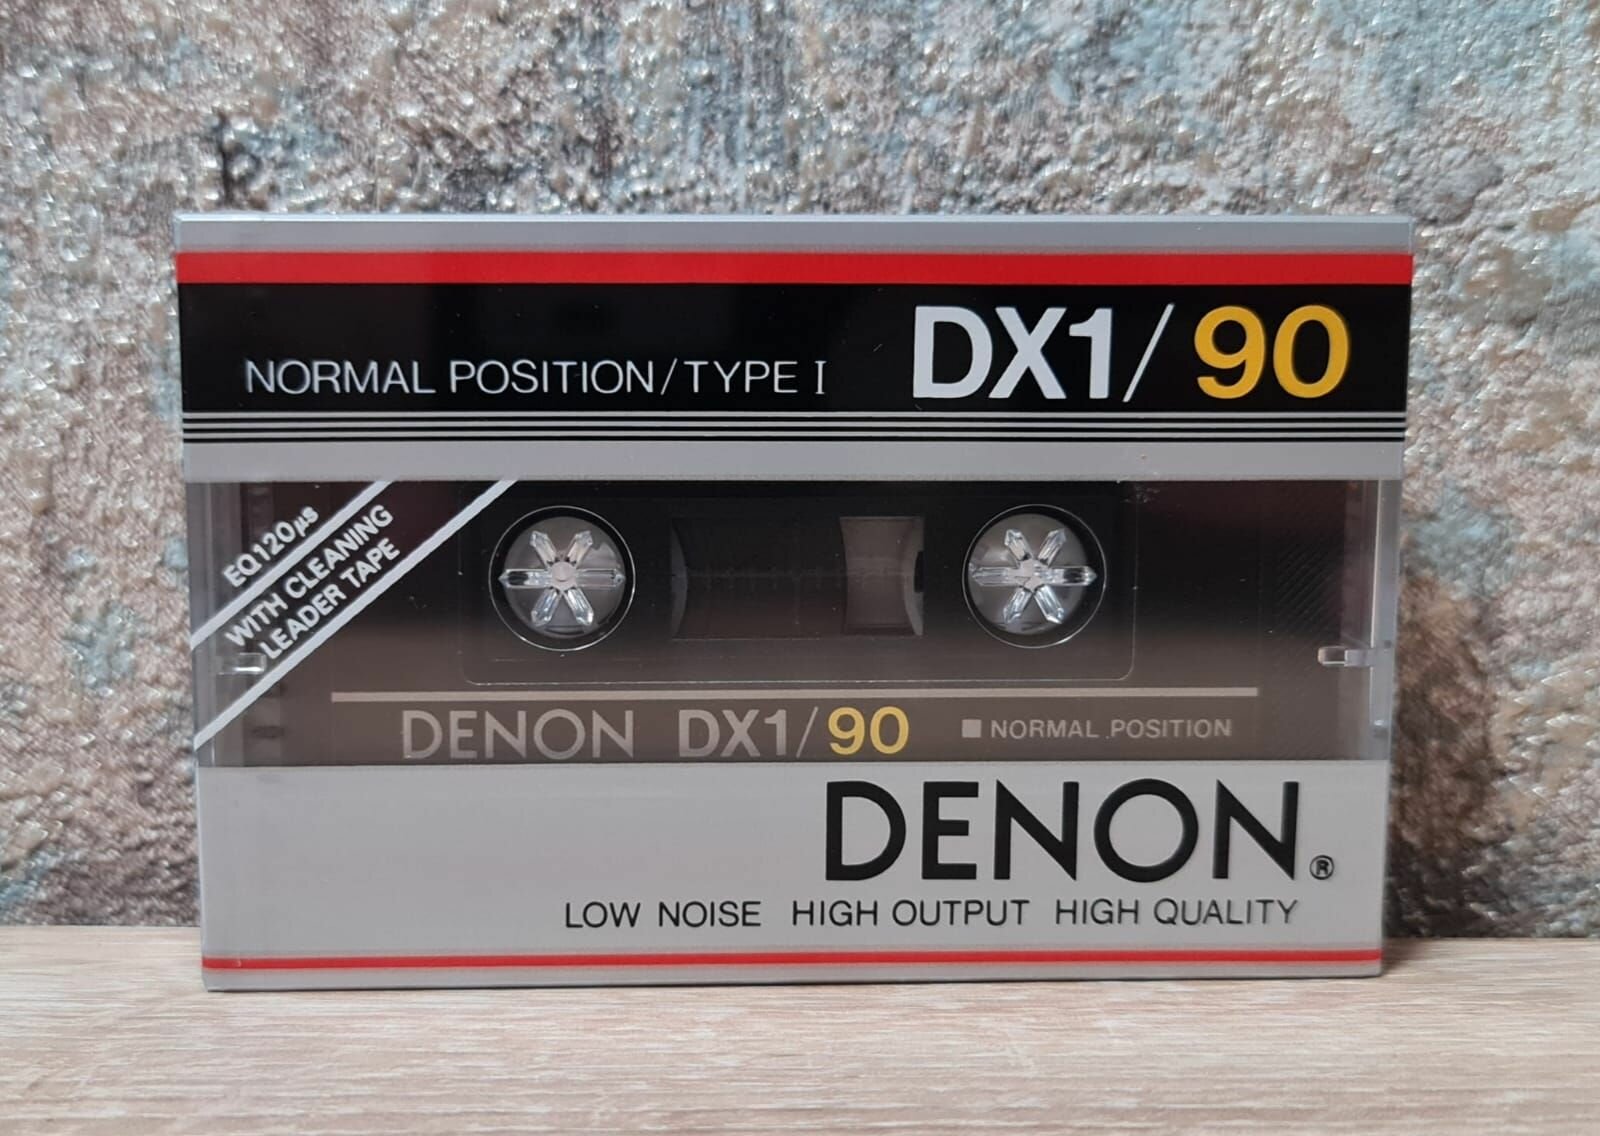 NORMAL POSITION/TYPE I DX1/90
EQ120μs
WITH CLEANING
LEADER TAPE
DENON DX1/90 ■ NORMAL POSITION
DENON®
LOW NOISE HIGH OUTPUT HIGH QUALITY